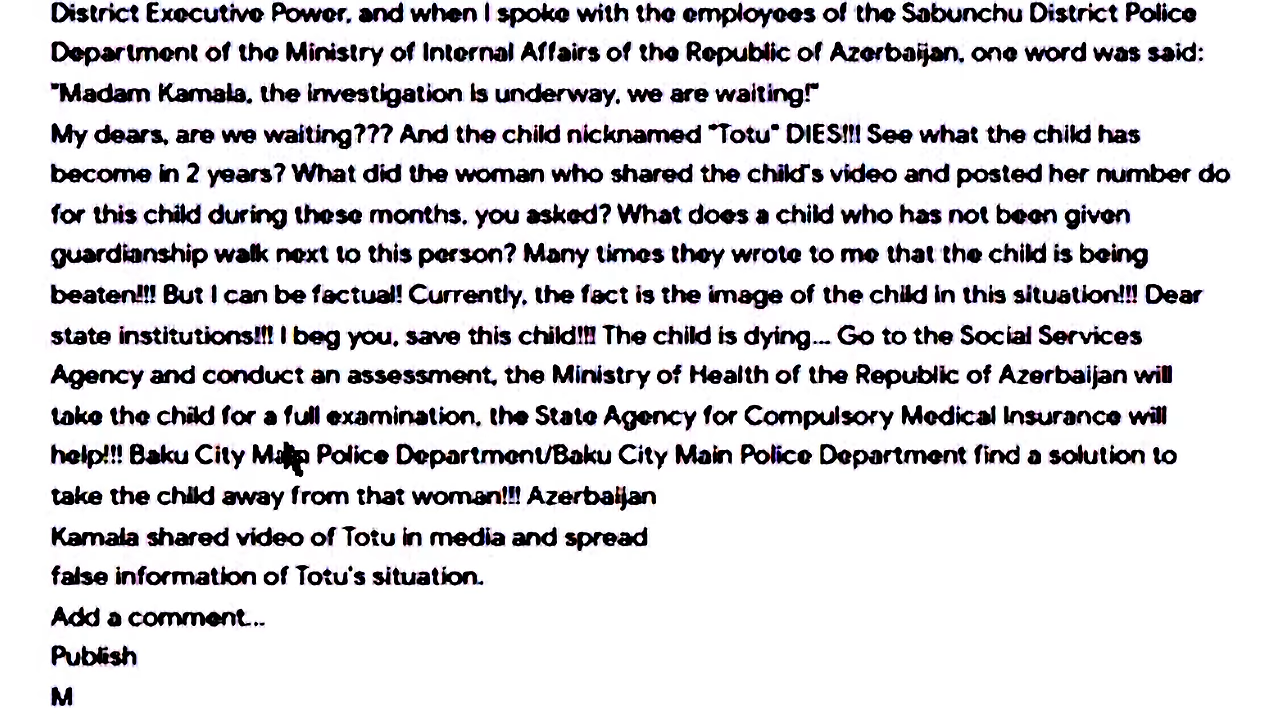 District Executive Power, and when I spoke with the employees of the Sabunchu District Police
Department of the Ministry of Internal Affairs of the Republic of Azerbaijan, one word was said:
"Madam Kamala, the investigation is underway, we are waiting!"
My dears, are we waiting??? And the child nicknamed "Totu" DIES!!! See what the child has
become in 2 years? What did the woman who shared the child's video and posted her number do
for this child during these months, you asked? What does a child who has not been given
guardianship walk next to this person? Many times they wrote to me that the child is being
beaten!!! But I can be factual! Currently, the fact is the image of the child in this situation!!! Dear
state institutions!!! I beg you, save this child!!! The child is dying... Go to the Social Services
Agency and conduct an assessment, the Ministry of Health of the Republic of Azerbaijan will
take the child for a full examination, the State Agency for Compulsory Medical Insurance will
help!!! Baku City Main Police Department/Baku City Main Police Department find a solution to
take the child away from that woman!!! Azerbaijan
Kamala shared video of Totu in media and spread
false information of Totu's situation.
Add a comment...
Publish
M